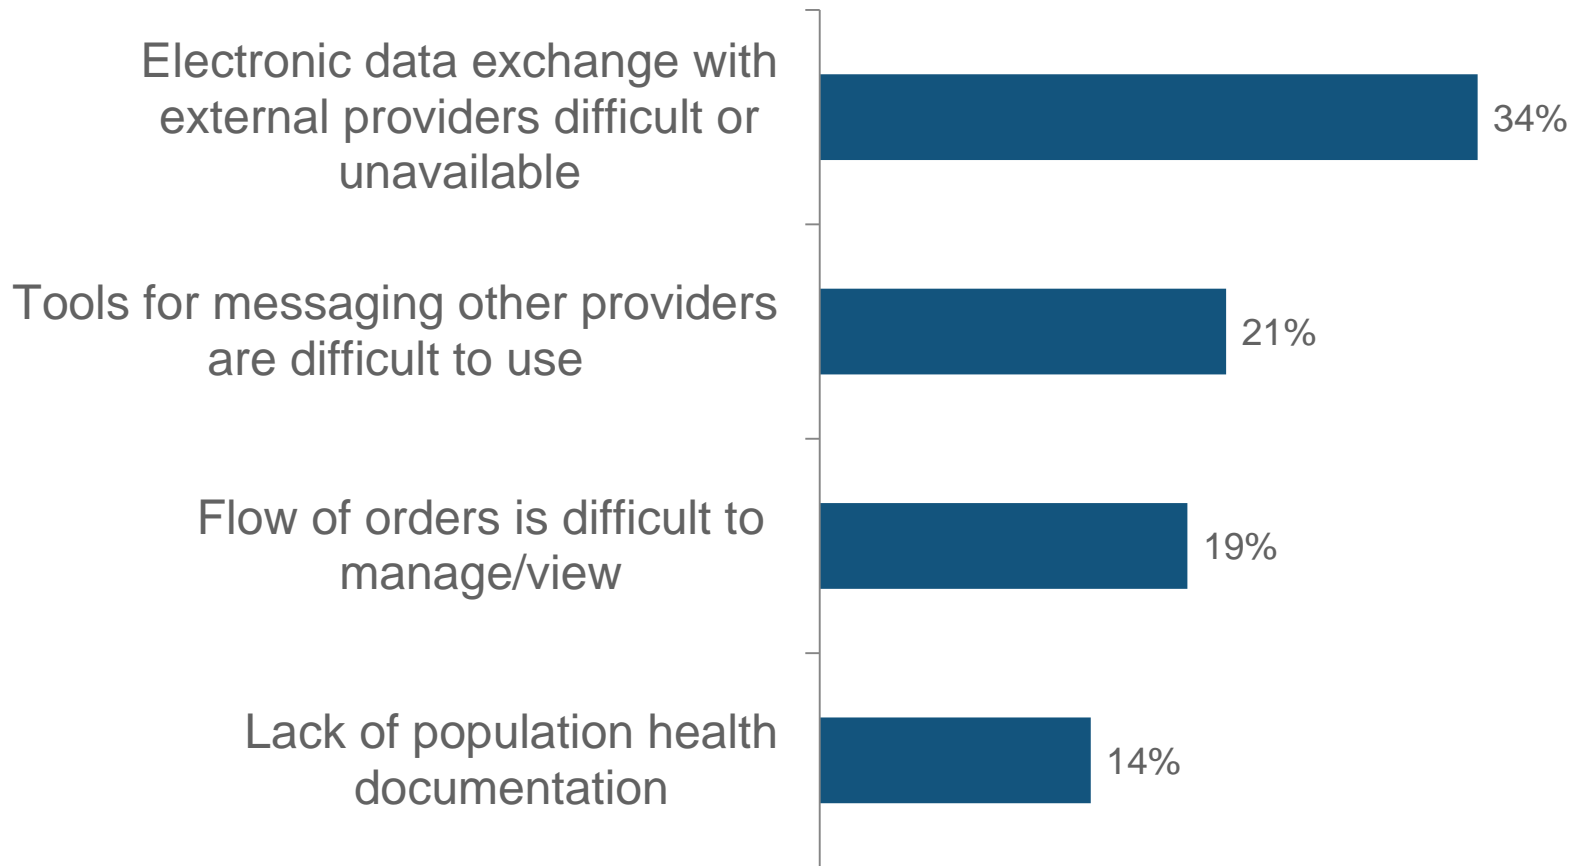 Electronic data exchange with
external providers difficult or
unavailable
34%
Tools for messaging other providers
are difficult to use
21%
Flow of orders is difficult to
manage/view
19%
Lack of population health
documentation
14%